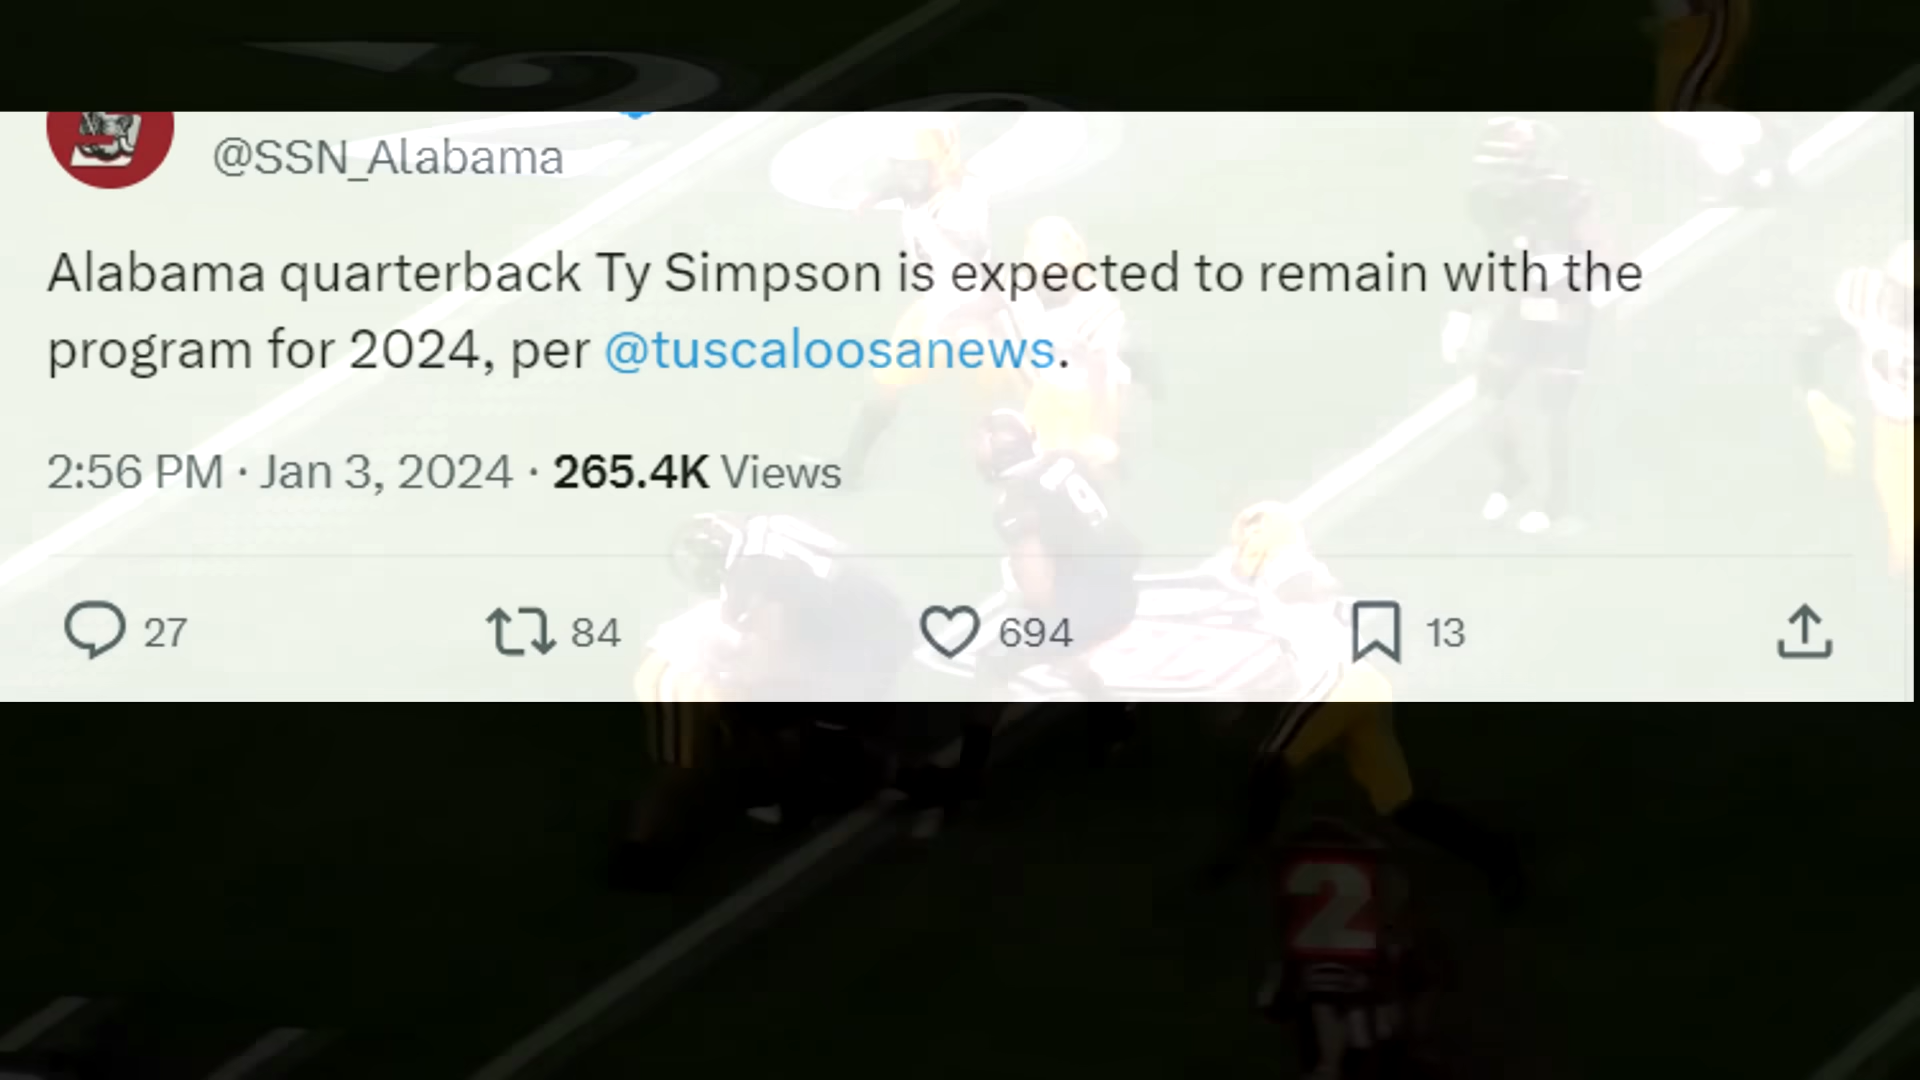 @SSN_Alabama
Alabama quarterback Ty Simpson is expected to remain with the
program for 2024, per @tuscaloosanews.
2:56 PM · Jan 3, 2024 · 265.4K Views
27 84 694 13
2